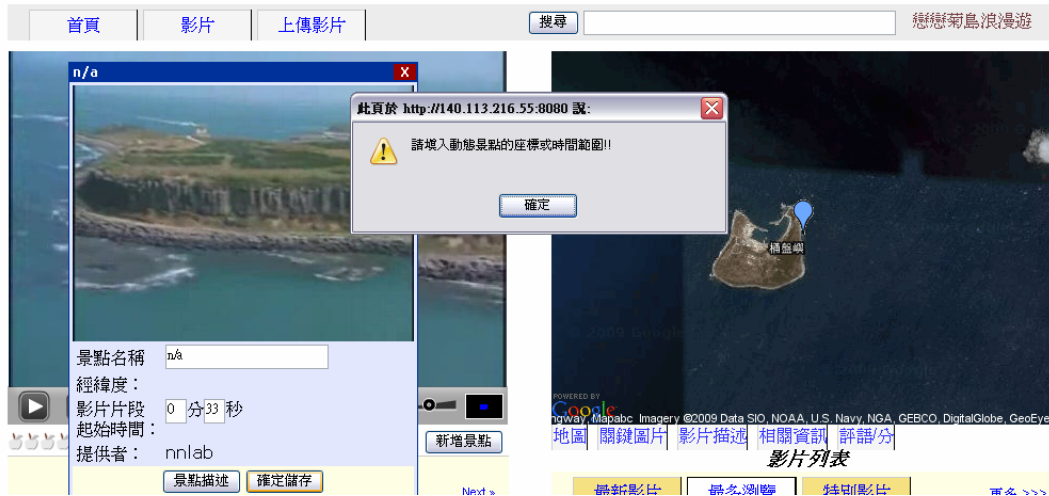 首頁 影片 上傳影片 搜尋 戀戀菊島浪漫遊
n/a X
此頁於 http://140.113.216.55:8080 說:
請填入動態景點的座標或時間範圍!!
確定
桶盤嶼
景點名稱 n/a
經緯度：
影片片段 0 分 33 秒
起始時間：
提供者： nnlab
景點描述 確定儲存
新增景點
Next »
POWERED BY
Google
Mapabc Imagery ©2009 Data SIO, NOAA, U.S. Navy, NGA, GEBCO, DigitalGlobe, GeoEye
地圖 關鍵圖片 影片描述 相關資訊 評語/分
影片列表
最新影片 最多瀏覽 特別影片 更多 >>>